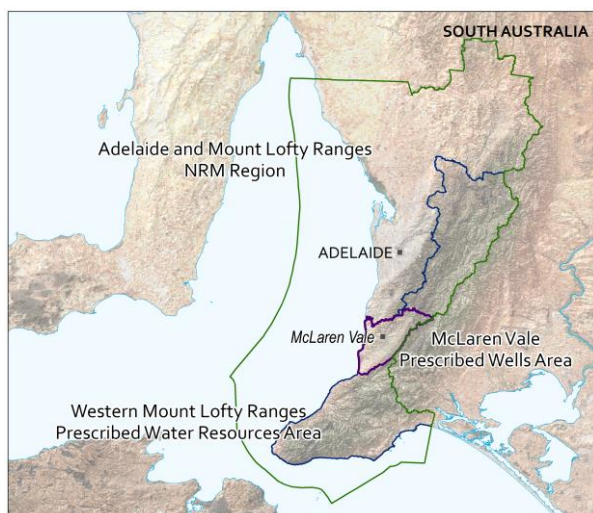 SOUTH AUSTRALIA
Adelaide and Mount Lofty Ranges
NRM Region
ADELAIDE
McLaren Vale
McLaren Vale
Prescribed Wells Area
Western Mount Lofty Ranges
Prescribed Water Resources Area